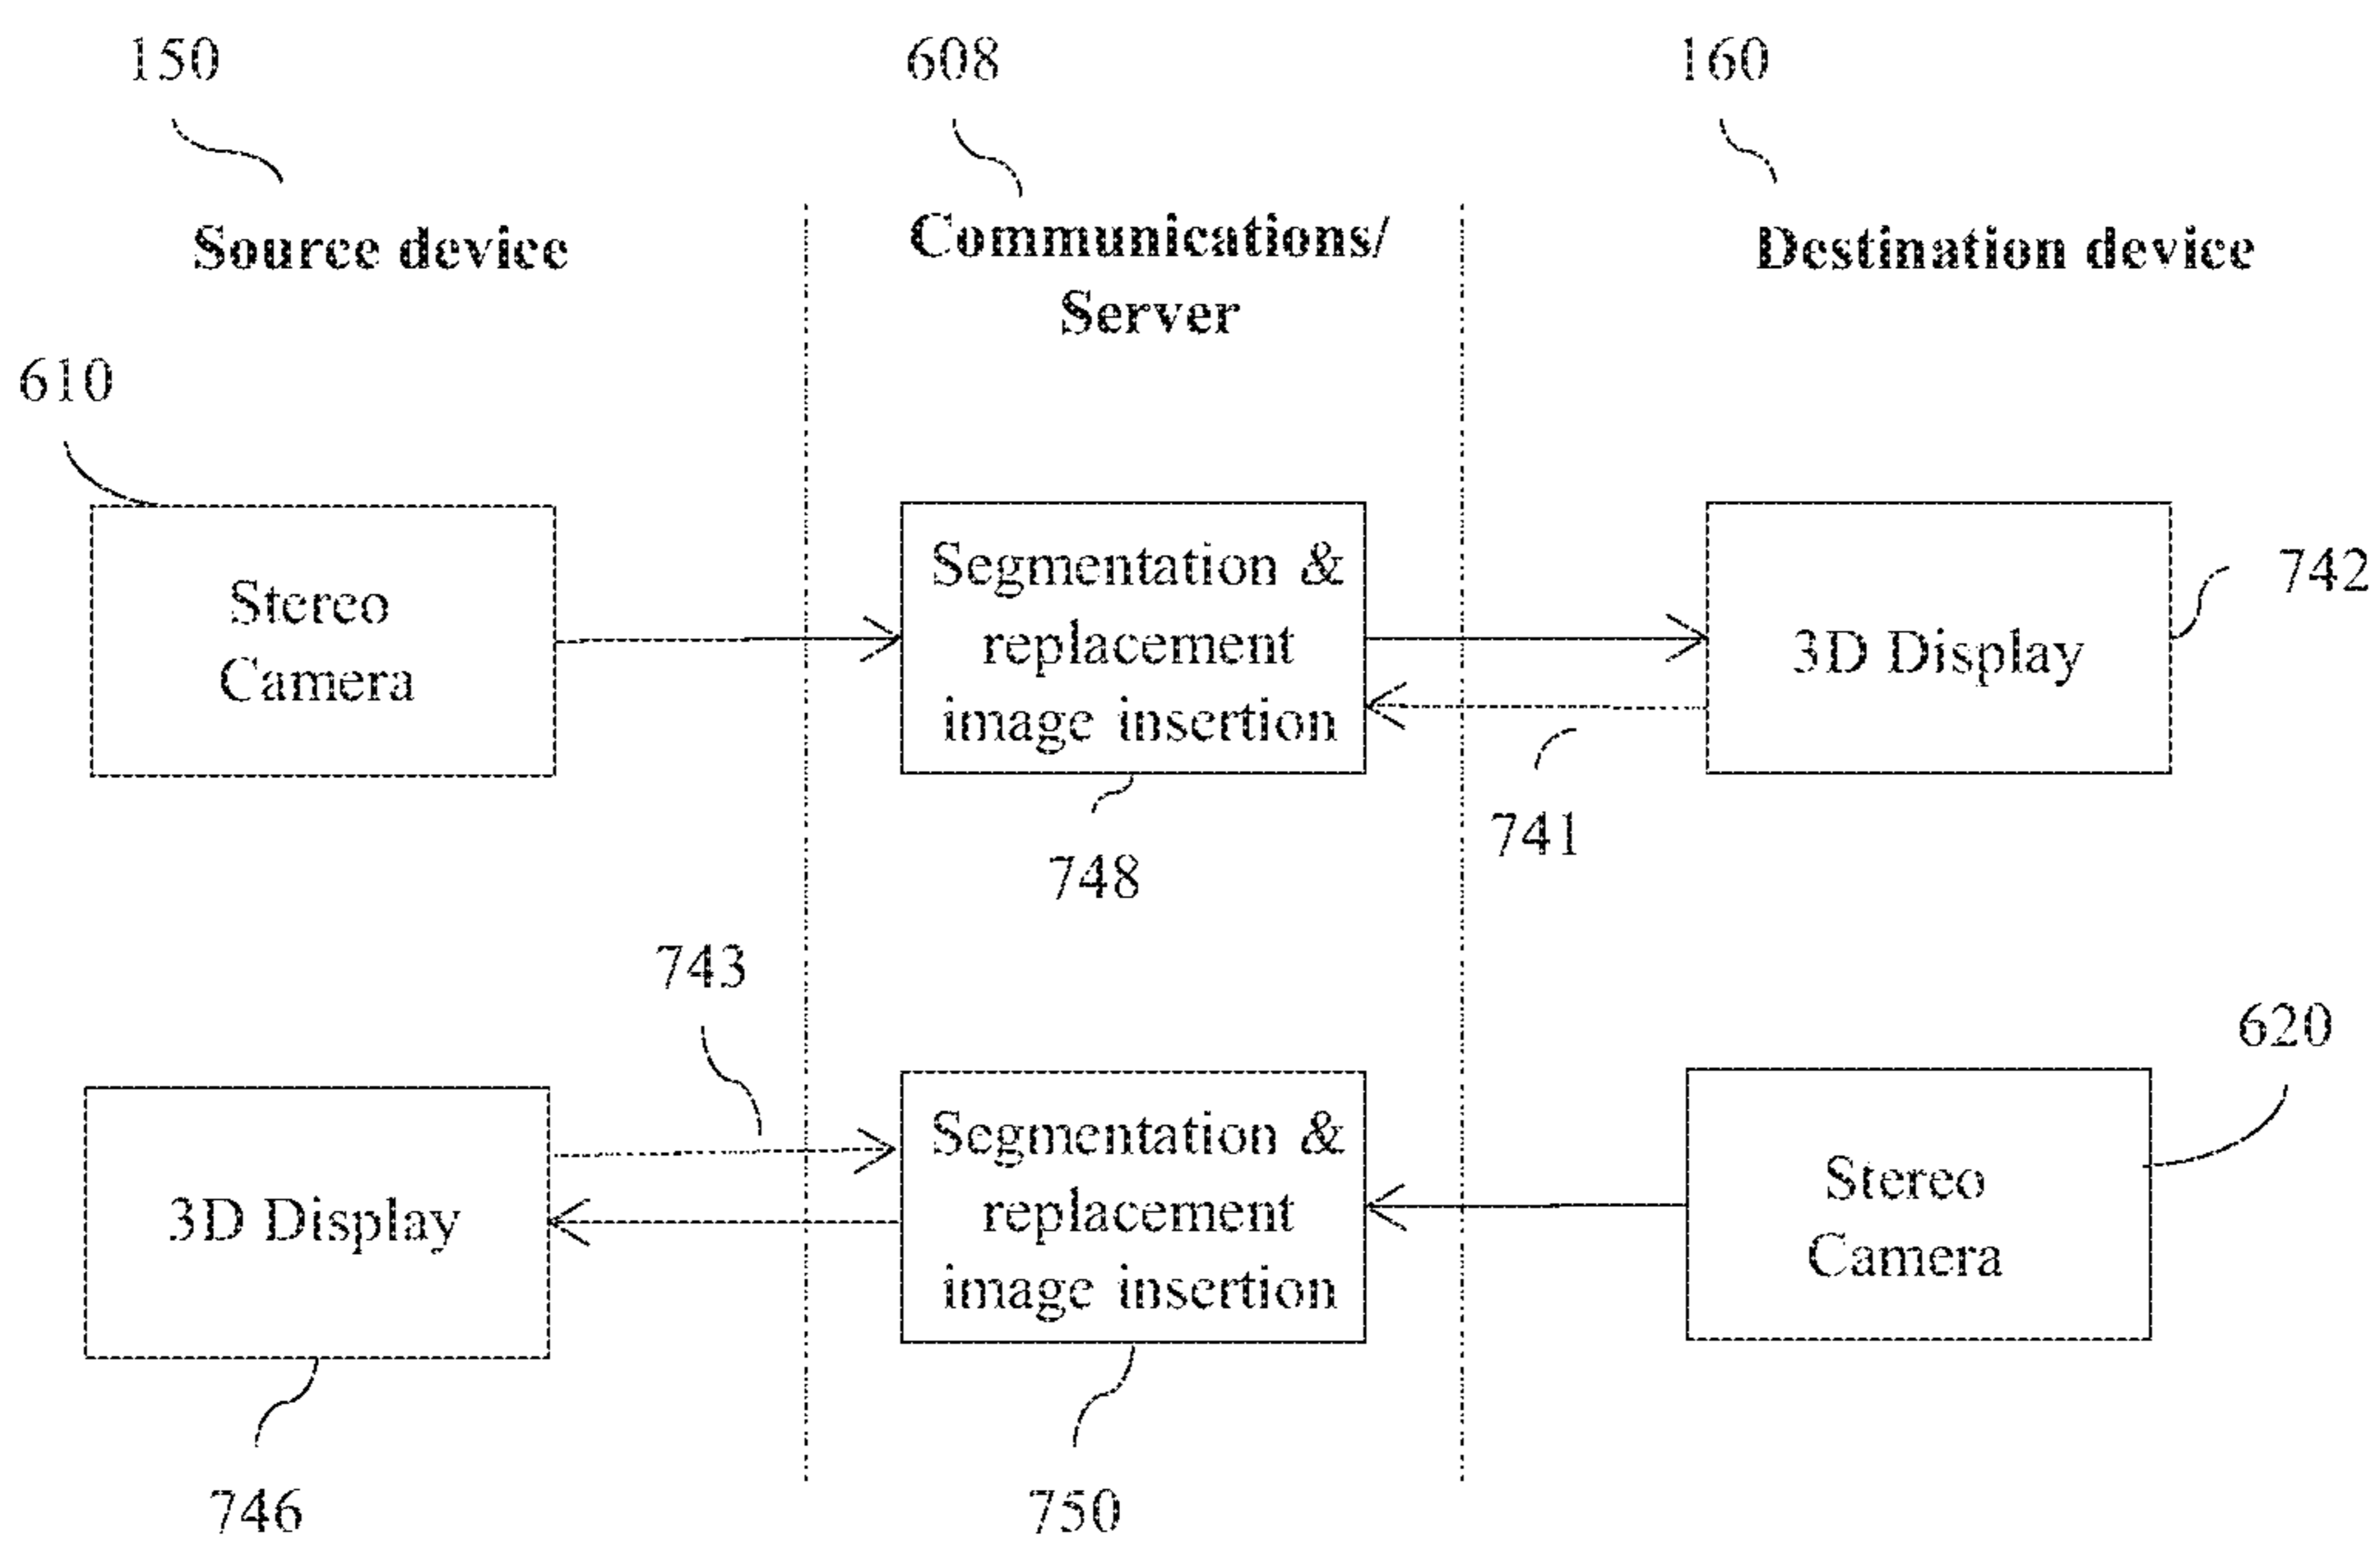 150
608
160
Source device
Communications/
Server
Destination device
610
Stereo
Camera
Segmentation &
replacement
image insertion
3D Display
742
741
748
743
620
3D Display
Segmentation &
replacement
image insertion
Stereo
Camera
746
750